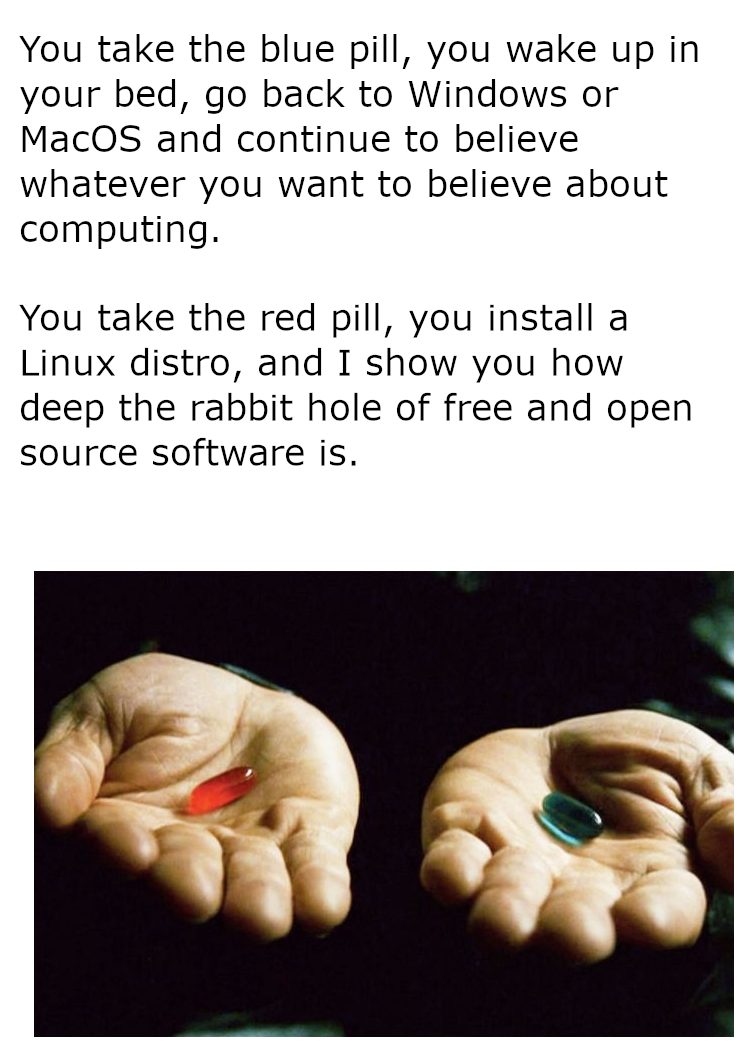 You take the blue pill, you wake up in
your bed, go back to Windows or
MacOS and continue to believe
whatever you want to believe about
computing.
You take the red pill, you install a
Linux distro, and I show you how
deep the rabbit hole of free and open
source software is.